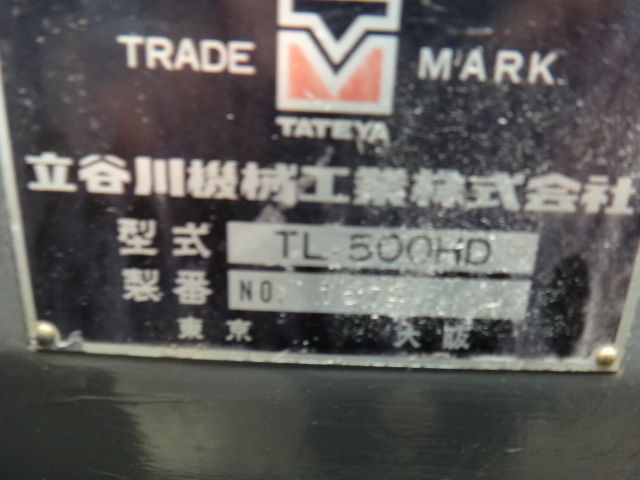 TRADE MARK
TATEYA
立谷川機械工業株式会社
型式 TL 500HD
製番 NO.
東京 大阪